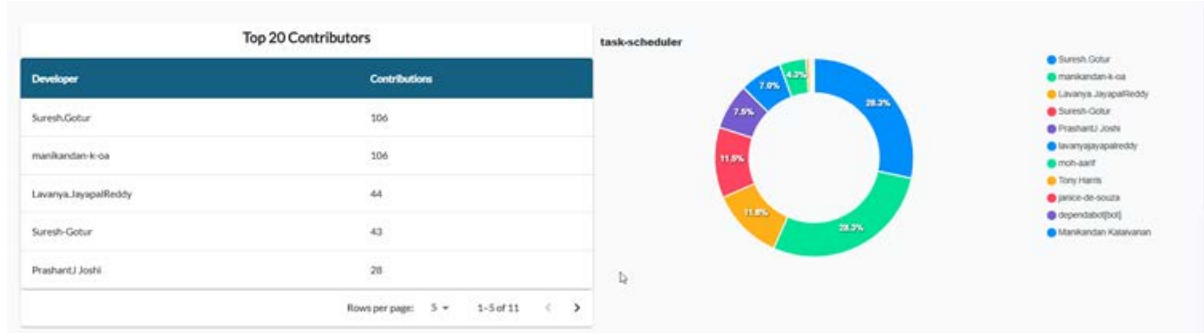 Top 20 Contributors
Developer Contributions
Suresh.Gotur 106
manikandan-k-oa 106
Lavanya.JayapalReddy 44
Suresh-Gotur 43
PrashantJ Joshi 28
Rows per page: 5 1–5 of 11
task-scheduler
28.3%
28.3%
11.8%
11.5%
7.5%
7.0%
4.3%
Suresh.Gotur
manikandan-k-oa
Lavanya.JayapalReddy
Suresh-Gotur
PrashantJ Joshi
lavanyajayapalreddy
moh-aarif
Tony Harris
janice-de-souza
dependabot[bot]
Manikandan Kalaivanan